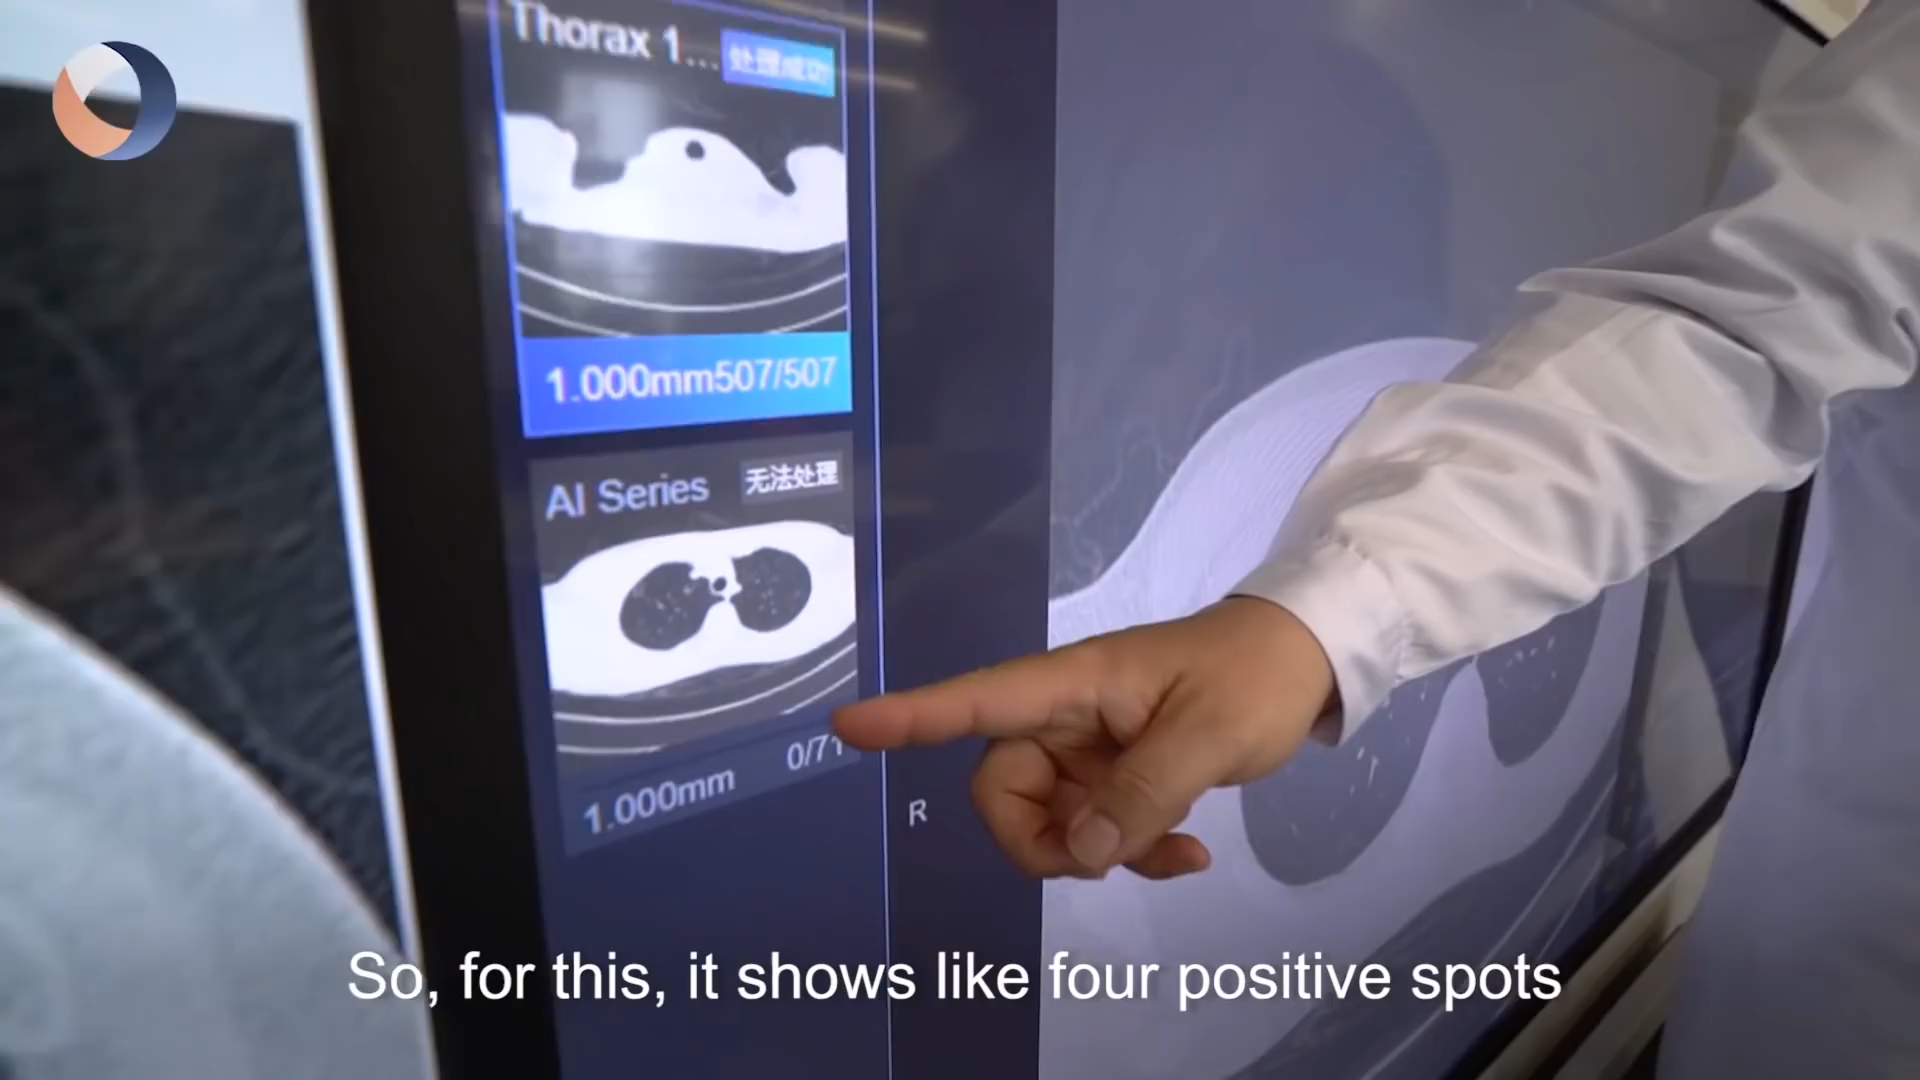 Thorax 1...
处理成功
1.000mm507/507
AI Series
无法处理
1.000mm
0/71
R
So, for this, it shows like four positive spots